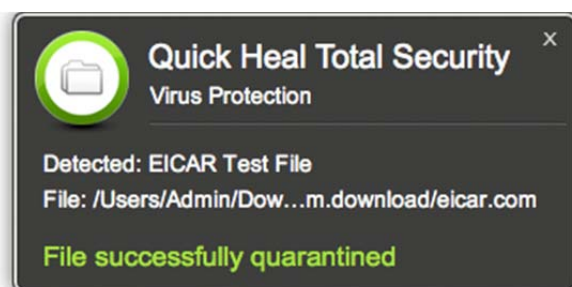 Quick Heal Total Security
x
Virus Protection
Detected: EICAR Test File
File: /Users/Admin/Dow...m.download/eicar.com
File successfully quarantined